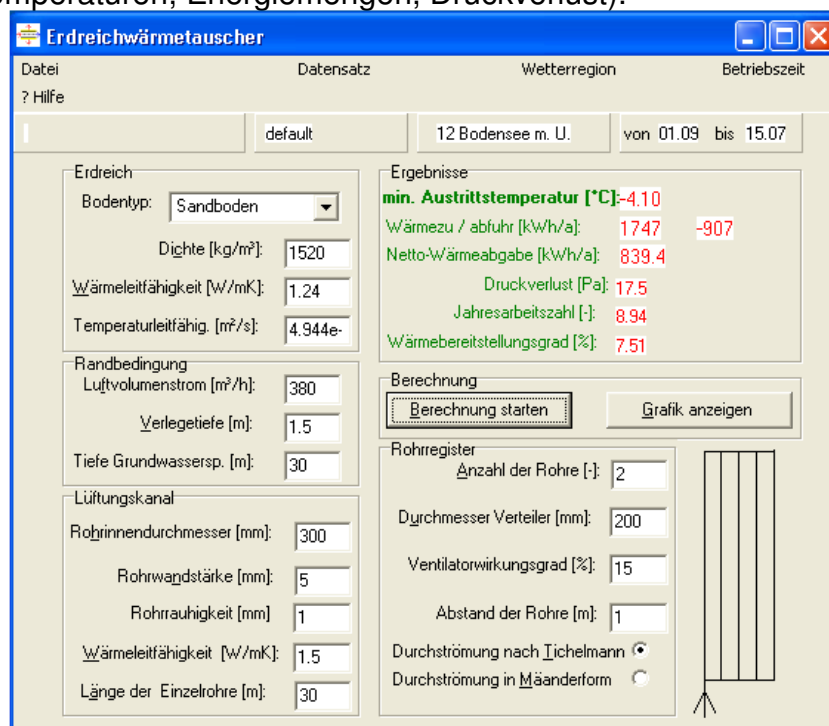 mperaturen, Energiemengen, Druckverlust).
Erdreichwärmetauscher
Datei Datensatz Wetterregion Betriebszeit
? Hilfe
default 12 Bodensee m. U. von 01.09 bis 15.07
Erdreich
Bodentyp: Sandboden
Dichte [kg/m³]: 1520
Wärmeleitfähigkeit [W/mK]: 1.24
Temperaturleitfähig. [m²/s]: 4.944e-
Randbedingung
Luftvolumenstrom [m³/h]: 380
Verlegetiefe [m]: 1.5
Tiefe Grundwassersp. [m]: 30
Lüftungskanal
Rohrinnendurchmesser [mm]: 300
Rohrwandstärke [mm]: 5
Rohrrauhigkeit [mm] 1
Wärmeleitfähigkeit [W/mK]: 1.5
Länge der Einzelrohre [m]: 30
Ergebnisse
min. Austrittstemperatur [°C]: -4.10
Wärmezu / abfuhr [kWh/a]: 1747 -907
Netto-Wärmeabgabe [kWh/a]: 839.4
Druckverlust [Pa]: 17.5
Jahresarbeitszahl [-]: 8.94
Wärmebereitstellungsgrad [%]: 7.51
Berechnung
Berechnung starten Grafik anzeigen
Rohrregister
Anzahl der Rohre [-]: 2
Durchmesser Verteiler [mm]: 200
Ventilatorwirkungsgrad [%]: 15
Abstand der Rohre [m]: 1
Durchströmung nach Tichelmann
Durchströmung in Mäanderform